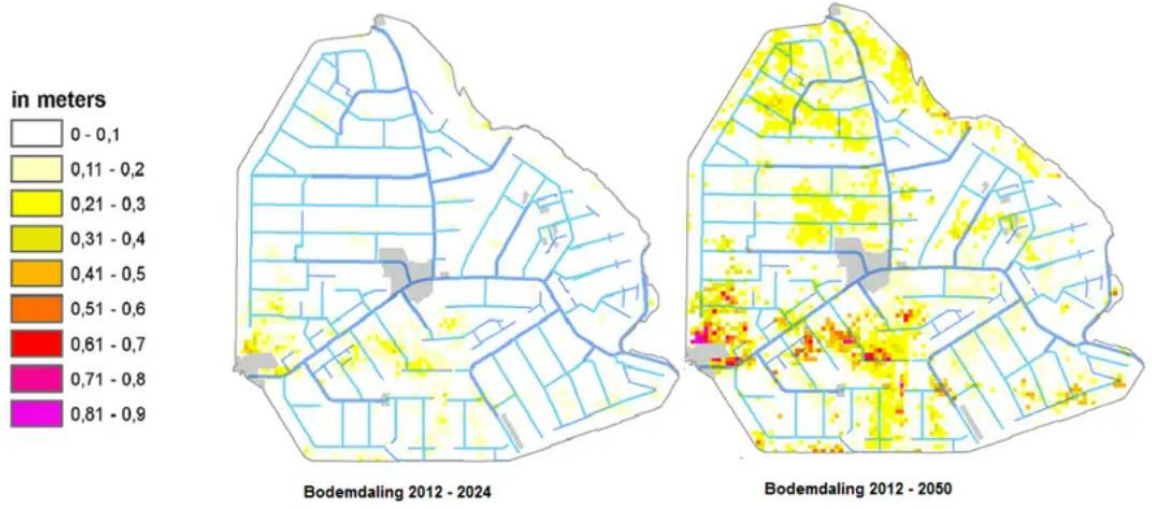 in meters
0 - 0,1
0,11 - 0,2
0,21 - 0,3
0,31 - 0,4
0,41 - 0,5
0,51 - 0,6
0,61 - 0,7
0,71 - 0,8
0,81 - 0,9
Bodemdaling 2012 - 2024
Bodemdaling 2012 - 2050